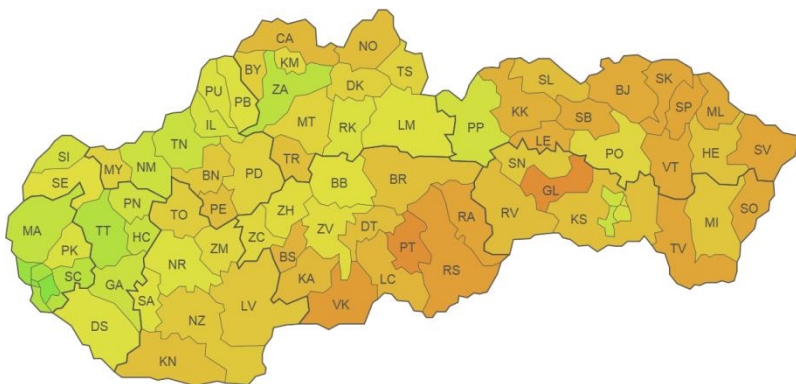 CA
NO
BY
KM
TS
PU
PB
ZA
DK
SL
SK
BJ
KK
SP
ML
SB
IL
MT
RK
LM
PP
TN
LE
PO
HE
SV
SI
NM
MY
BN
PD
TR
BB
BR
SN
GL
VT
SE
PN
TO
PE
ZH
RA
RV
KS
MI
SO
MA
TT
HC
ZM
ZC
ZV
DT
PT
TV
PK
NR
BS
RS
SC
GA
SA
KA
LC
DS
NZ
LV
VK
KN